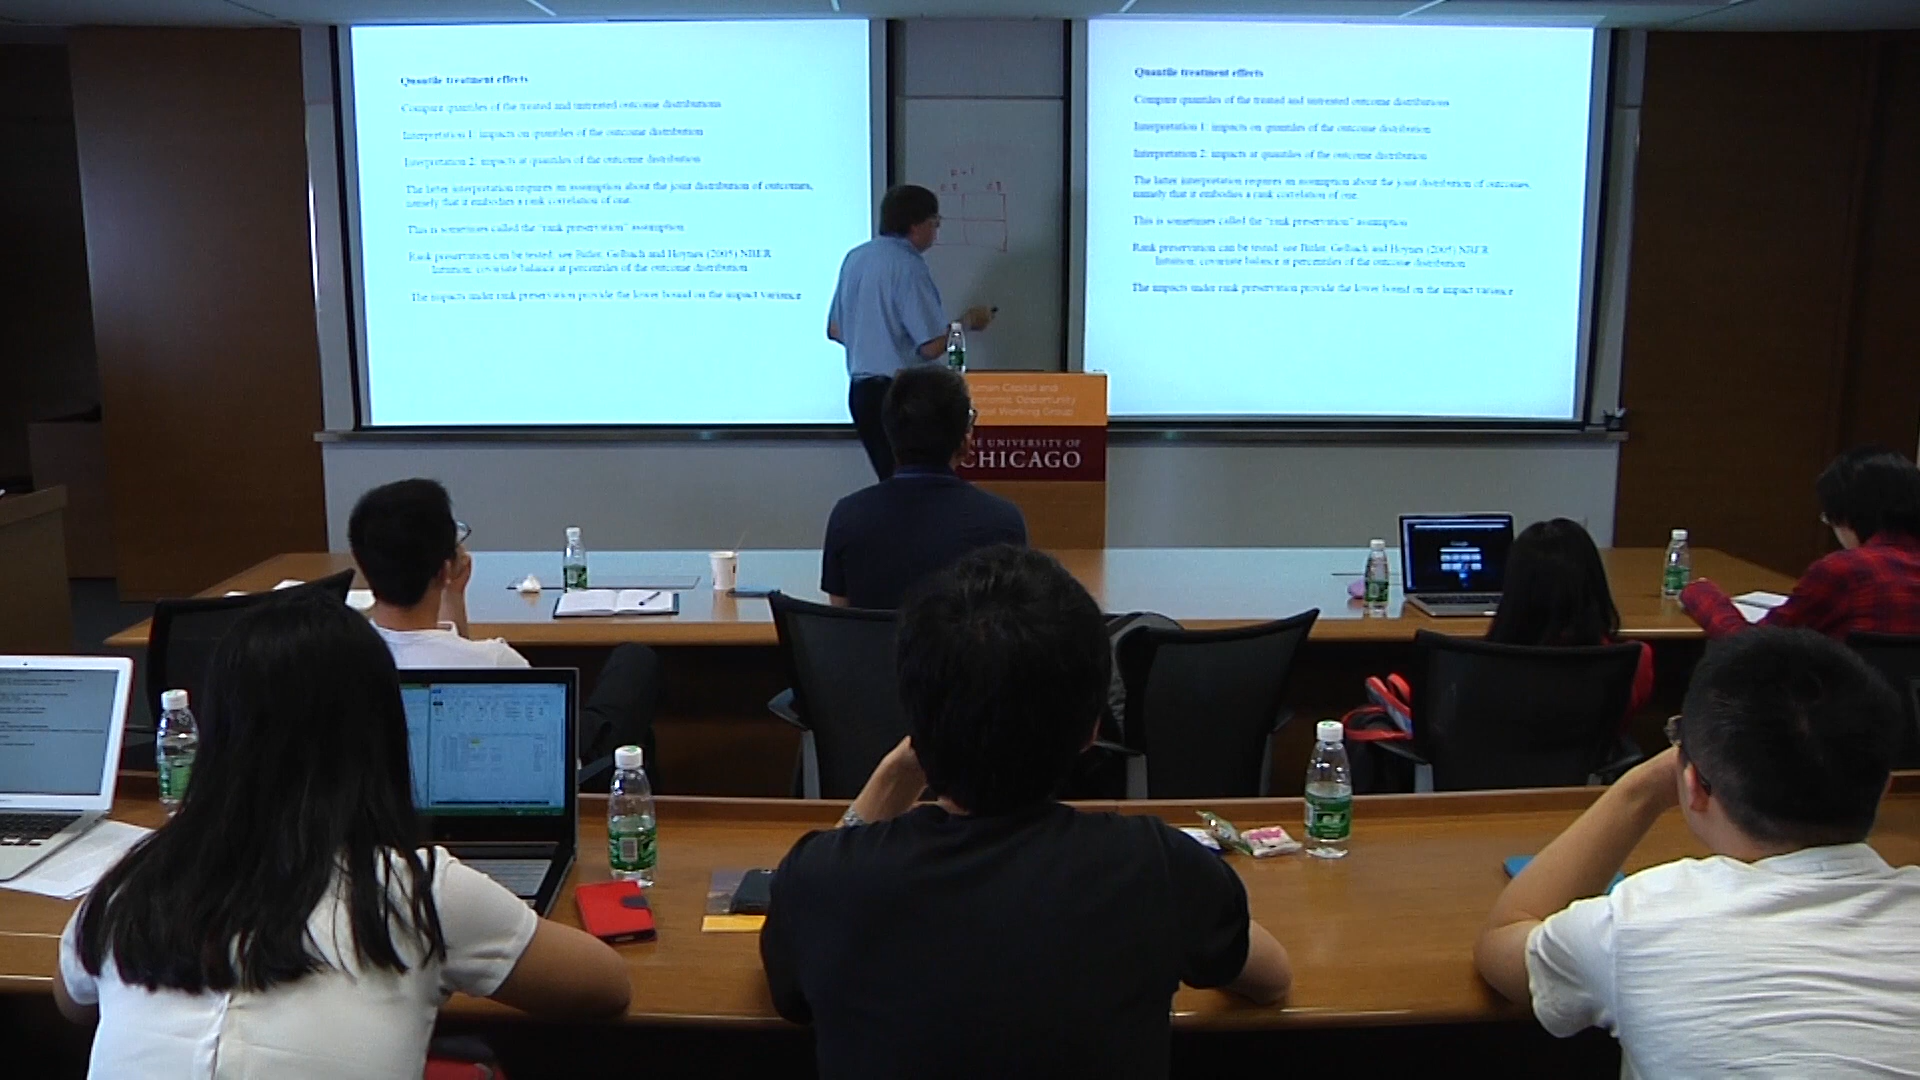 Quantile treatment effects
Compare quantiles of the treated and untreated outcome distributions
Interpretation 1: impacts on quantiles of the outcome distribution
Interpretation 2: impacts at quantiles of the outcome distribution
The latter interpretation requires an assumption about the joint distribution of outcomes,
namely that it embodies a rank correlation of one.
This is sometimes called the "rank preservation" assumption
Rank preservation can be tested: see Bitler, Gelbach and Hoynes (2005) NBER
Intuition: covariate balance at percentiles of the outcome distribution
The impacts under rank preservation provide the lower bound on the impact variance
Quantile treatment effects
Compare quantiles of the treated and untreated outcome distributions
Interpretation 1: impacts on quantiles of the outcome distribution
Interpretation 2: impacts at quantiles of the outcome distribution
The latter interpretation requires an assumption about the joint distribution of outcomes,
namely that it embodies a rank correlation of one.
This is sometimes called the "rank preservation" assumption
Rank preservation can be tested: see Bitler, Gelbach and Hoynes (2005) NBER
Intuition: covariate balance at percentiles of the outcome distribution
The impacts under rank preservation provide the lower bound on the impact variance
Capital and
Opportunity
Working Group
UNIVERSITY OF
CHICAGO